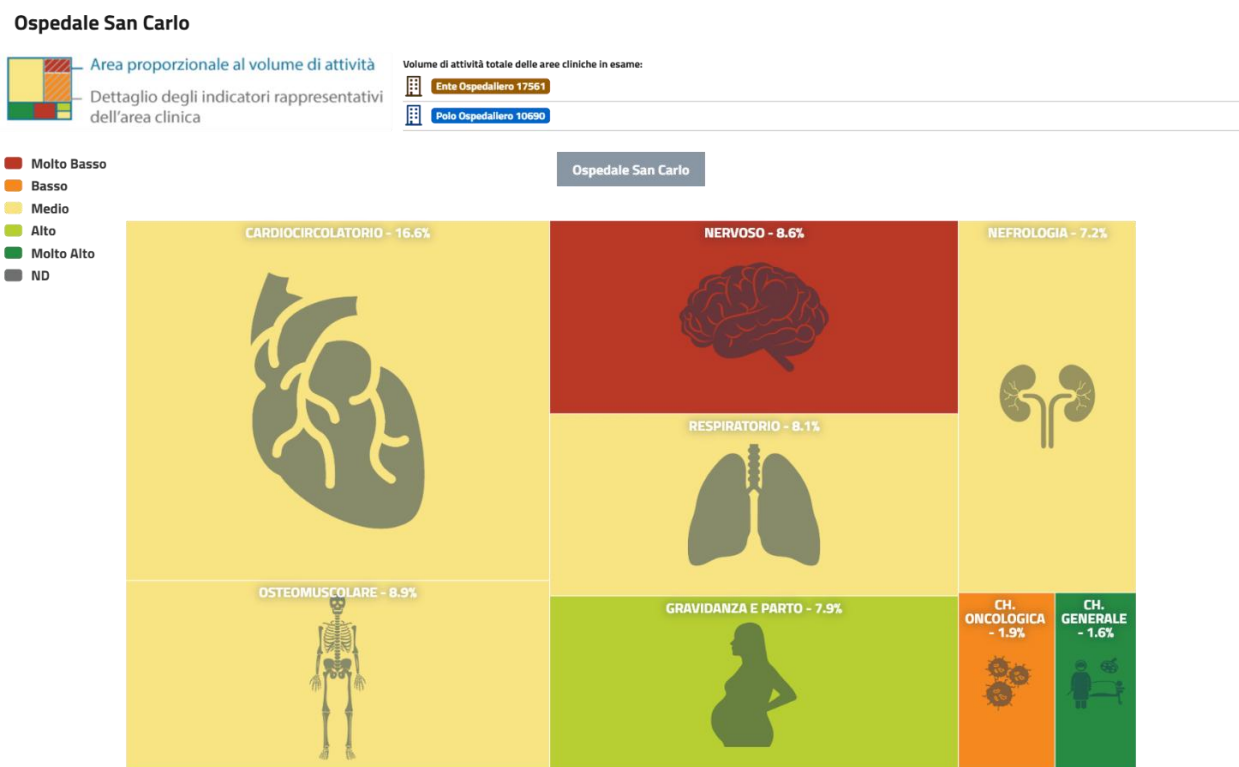 Ospedale San Carlo
Area proporzionale al volume di attività
Dettaglio degli indicatori rappresentativi
dell'area clinica
Volume di attività totale delle aree cliniche in esame:
Ente Ospedaliero 17561
Polo Ospedaliero 10690
Molto Basso
Basso
Medio
Alto
Molto Alto
ND
Ospedale San Carlo
CARDIOCIRCOLATORIO - 16.6%
NERVOSO - 8.6%
NEFROLOGIA - 7.2%
RESPIRATORIO - 8.1%
OSTEOMUSCOLARE - 8.9%
GRAVIDANZA E PARTO - 7.9%
CH.
ONCOLOGICA
- 1.9%
CH.
GENERALE
- 1.6%